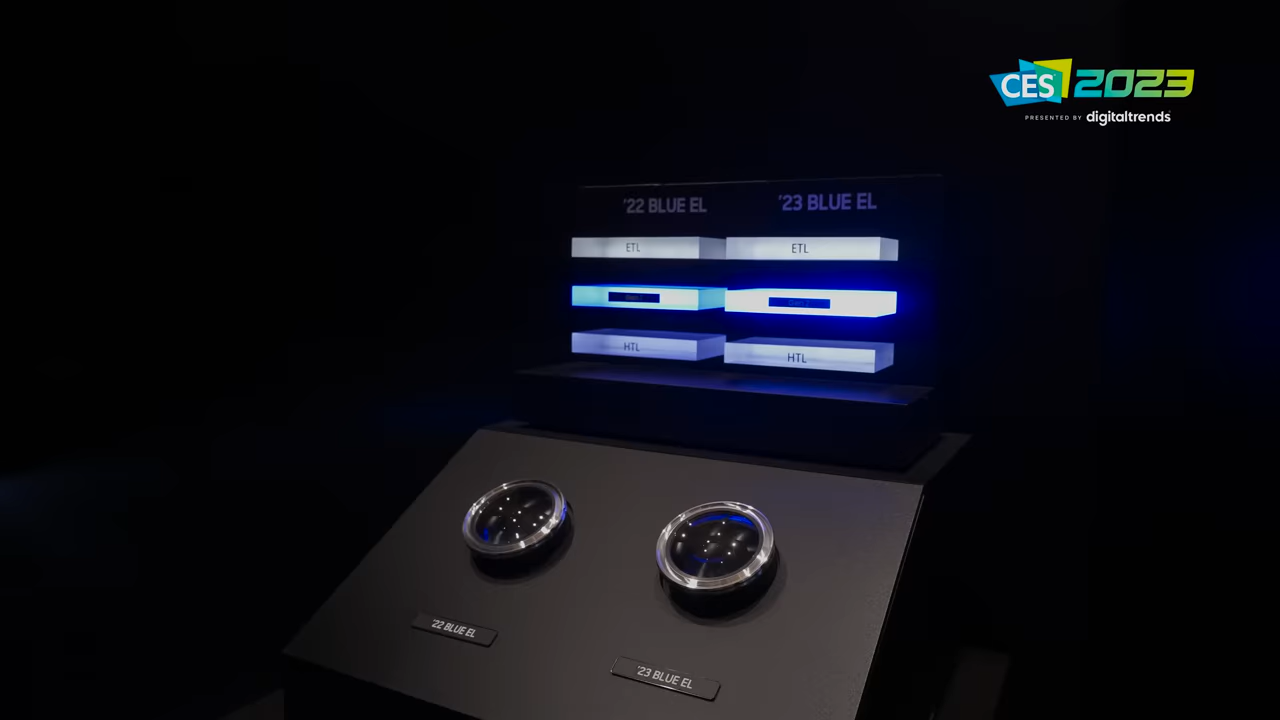 CES 2023
PRESENTED BY digitaltrends
'22 BLUE EL
'23 BLUE EL
ETL
ETL
HTL
HTL
'22 BLUE EL
'23 BLUE EL